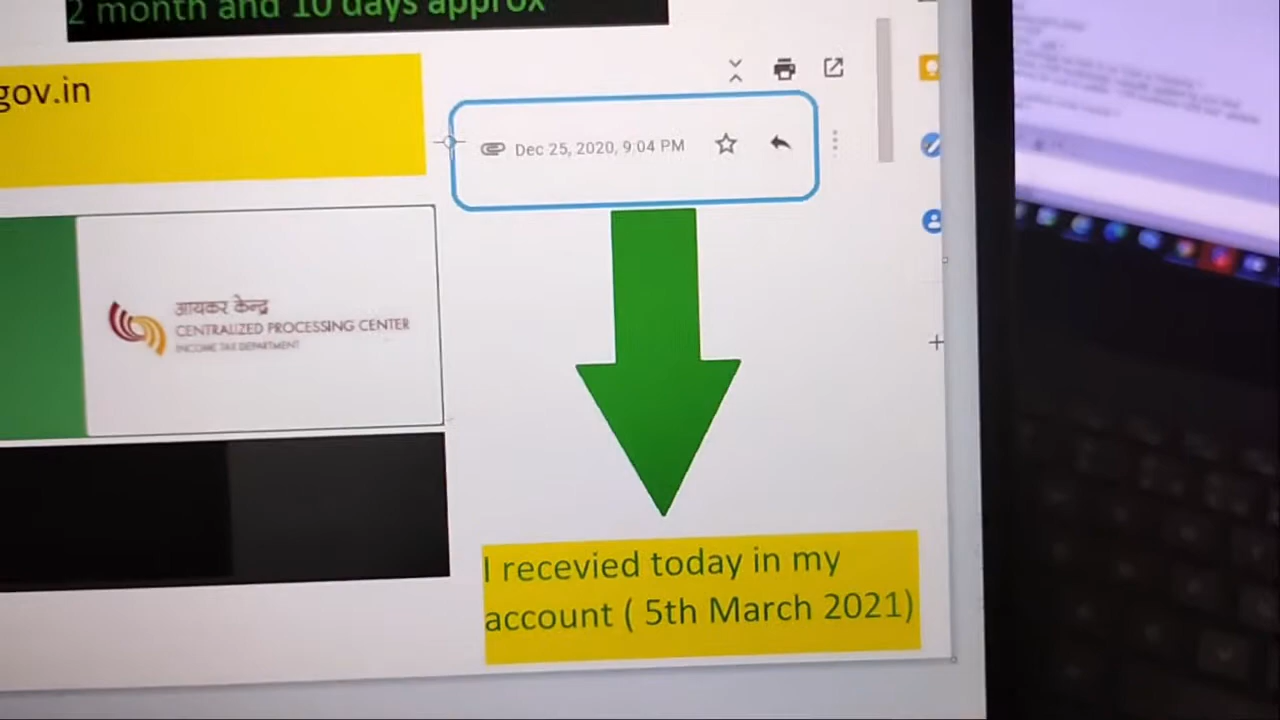 2 month and 10 days approx
gov.in
Dec 25, 2020, 9:04 PM
आयकर केन्द्र
CENTRALIZED PROCESSING CENTER
INCOME TAX DEPARTMENT
I recevied today in my
account ( 5th March 2021)